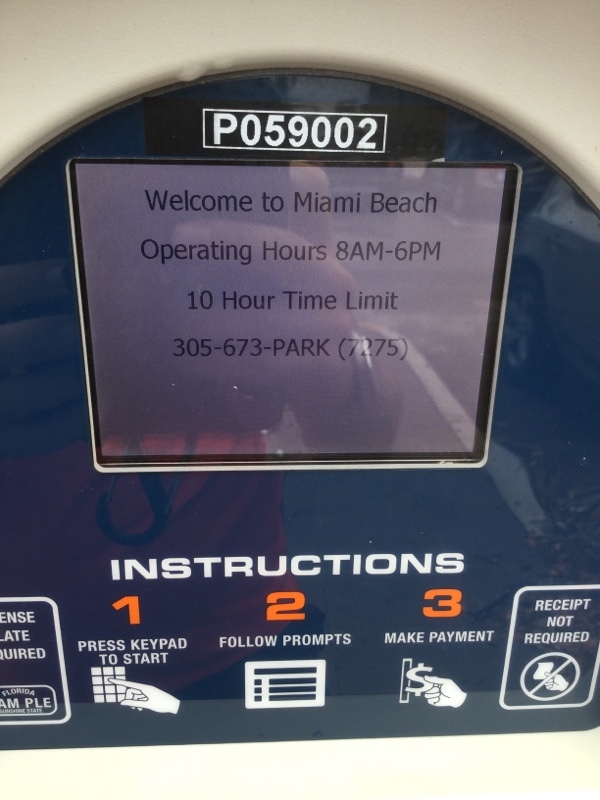 P059002
Welcome to Miami Beach
Operating Hours 8AM-6PM
10 Hour Time Limit
305-673-PARK (7275)
INSTRUCTIONS
1
PRESS KEYPAD
TO START
2
FOLLOW PROMPTS
3
MAKE PAYMENT
ENSE
LATE
QUIRED
FLORIDA
AM PLE
SUNSHINE STATE
RECEIPT
NOT
REQUIRED